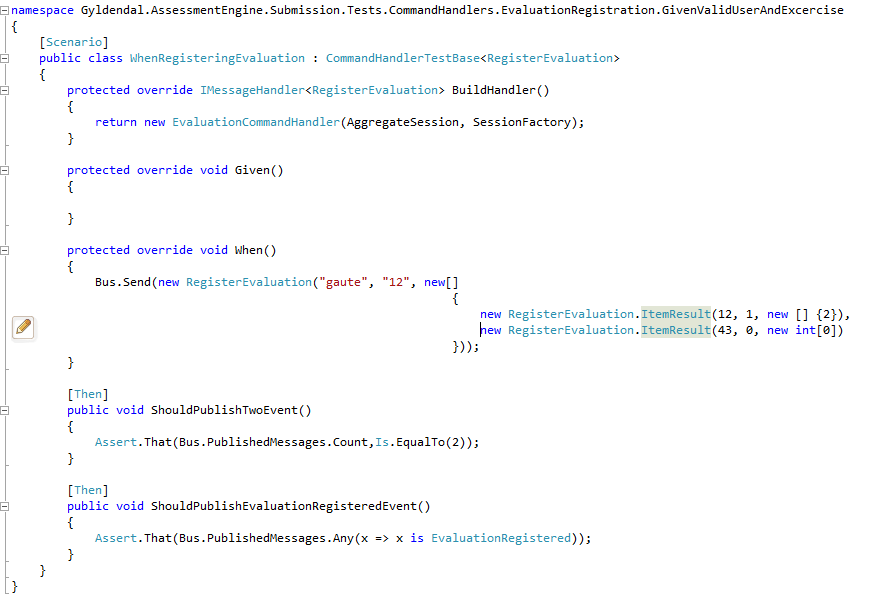 namespace Gyldendal.AssessmentEngine.Submission.Tests.CommandHandlers.EvaluationRegistration.GivenValidUserAndExcercise
{
[Scenario]
public class WhenRegisteringEvaluation : CommandHandlerTestBase<RegisterEvaluation>
{
protected override IMessageHandler<RegisterEvaluation> BuildHandler()
{
return new EvaluationCommandHandler(AggregateSession, SessionFactory);
}
protected override void Given()
{
}
protected override void When()
{
Bus.Send(new RegisterEvaluation("gaute", "12", new[]
{
new RegisterEvaluation.ItemResult(12, 1, new [] {2}),
new RegisterEvaluation.ItemResult(43, 0, new int[0])
}));
}
[Then]
public void ShouldPublishTwoEvent()
{
Assert.That(Bus.PublishedMessages.Count,Is.EqualTo(2));
}
[Then]
public void ShouldPublishEvaluationRegisteredEvent()
{
Assert.That(Bus.PublishedMessages.Any(x => x is EvaluationRegistered));
}
}
}